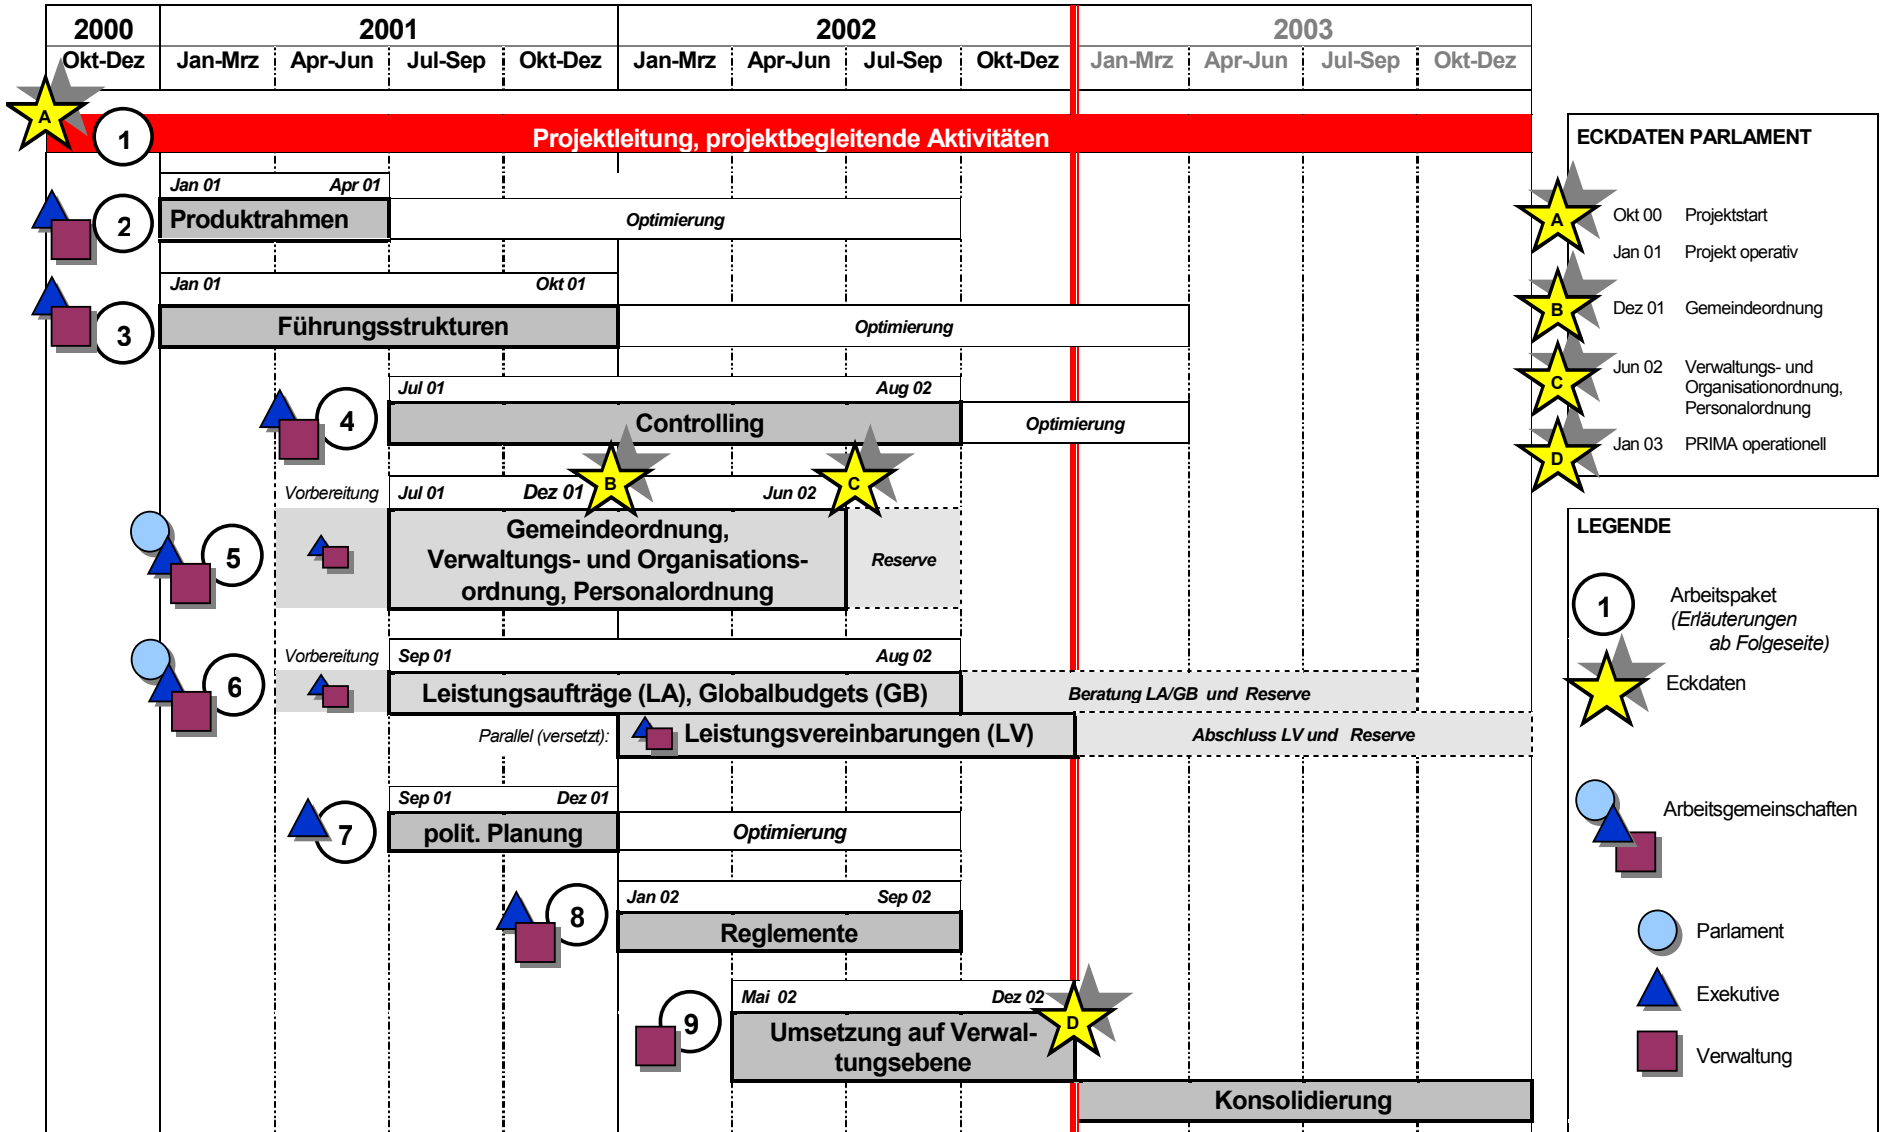 2000 2001 2002 2003
Okt-Dez Jan-Mrz Apr-Jun Jul-Sep Okt-Dez Jan-Mrz Apr-Jun Jul-Sep Okt-Dez Jan-Mrz Apr-Jun Jul-Sep Okt-Dez
A
1 Projektleitung, projektbegleitende Aktivitäten
Jan 01 Apr 01
2 Produktrahmen Optimierung
Jan 01 Okt 01
3 Führungsstrukturen Optimierung
Jul 01 Aug 02
4 Controlling Optimierung
B C
Vorbereitung Jul 01 Dez 01 Jun 02
5 Gemeindeordnung,
Verwaltungs- und Organisations-
ordnung, Personalordnung
Reserve
Vorbereitung Sep 01 Aug 02
6 Leistungsaufträge (LA), Globalbudgets (GB) Beratung LA/GB und Reserve
Parallel (versetzt): Leistungsvereinbarungen (LV) Abschluss LV und Reserve
Sep 01 Dez 01
7 polit. Planung Optimierung
Jan 02 Sep 02
8 Reglemente
Mai 02 Dez 02
D
9 Umsetzung auf Verwal-
tungsebene
Konsolidierung
ECKDATEN PARLAMENT
A Okt 00 Projektstart
Jan 01 Projekt operativ
B Dez 01 Gemeindeordnung
C Jun 02 Verwaltungs- und
Organisationordnung,
Personalordnung
D Jan 03 PRIMA operationell
LEGENDE
1 Arbeitspaket
(Erläuterungen
ab Folgeseite)
Eckdaten
Arbeitsgemeinschaften
Parlament
Exekutive
Verwaltung